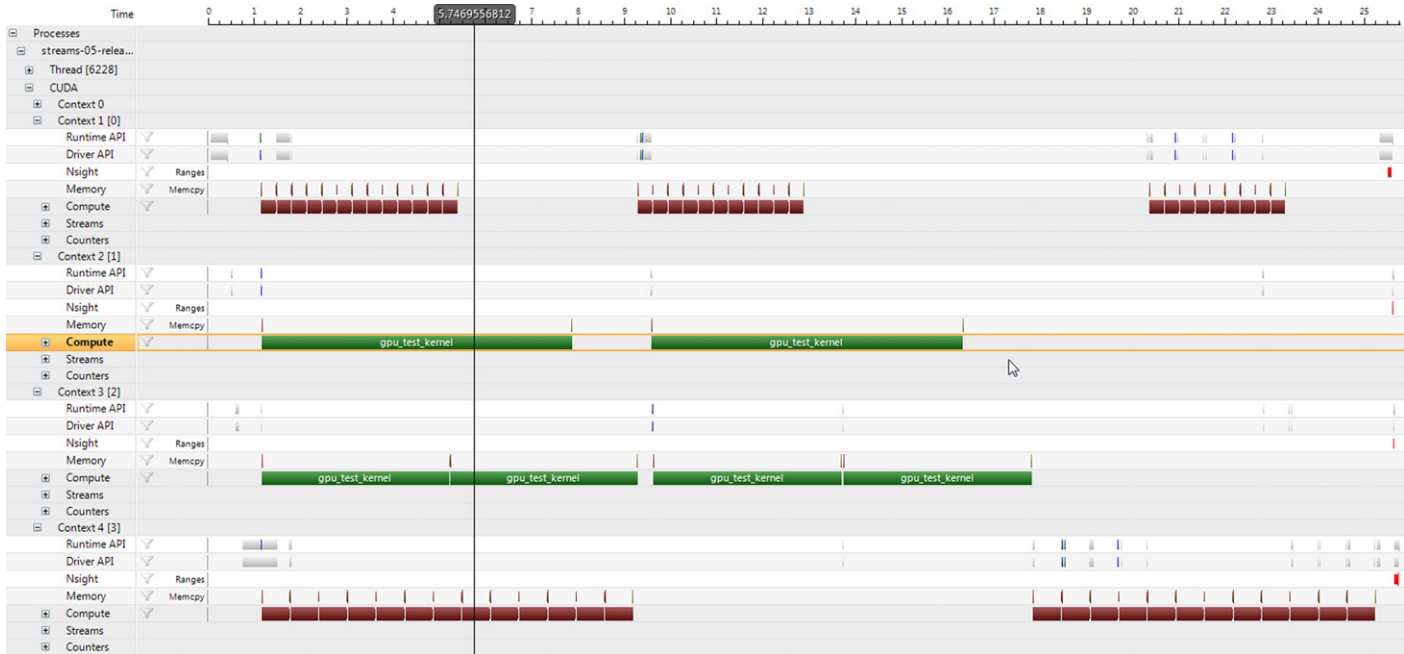 Time 0 1 2 3 4 5.7469556812 7 8 9 10 11 12 13 14 15 16 17 18 19 20 21 22 23 24 25
Processes
streams-05-relea...
Thread [6228]
CUDA
Context 0
Context 1 [0]
Runtime API
Driver API
Nsight Ranges
Memory Memcpy
Compute
Streams
Counters
Context 2 [1]
Runtime API
Driver API
Nsight Ranges
Memory Memcpy
Compute gpu_test_kernel gpu_test_kernel
Streams
Counters
Context 3 [2]
Runtime API
Driver API
Nsight Ranges
Memory Memcpy
Compute gpu_test_kernel gpu_test_kernel gpu_test_kernel gpu_test_kernel
Streams
Counters
Context 4 [3]
Runtime API
Driver API
Nsight Ranges
Memory Memcpy
Compute
Streams
Counters